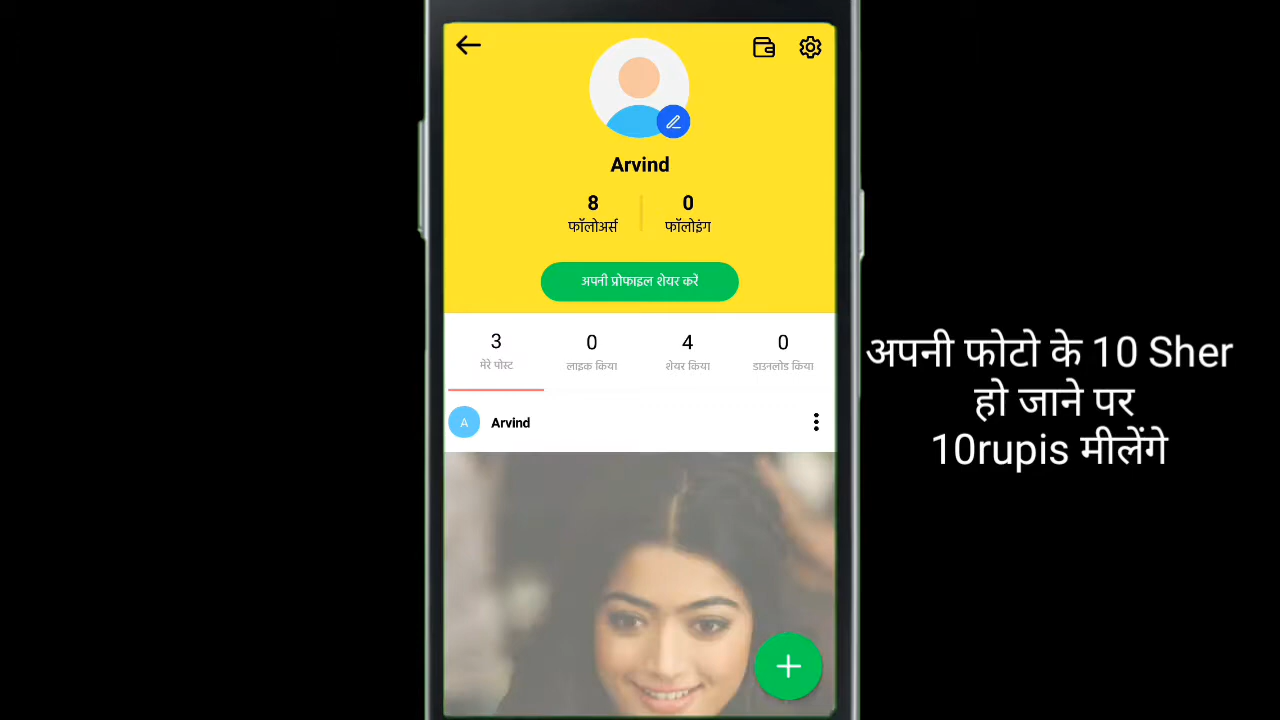 Arvind
8 0
फॉलोअर्स फॉलोइंग
अपनी प्रोफाइल शेयर करें
3 0 4 0
मेरे पोस्ट लाइक किया शेयर किया डाउनलोड किया
A Arvind
अपनी फोटो के 10 Sher
हो जाने पर
10rupis मीलेंगे